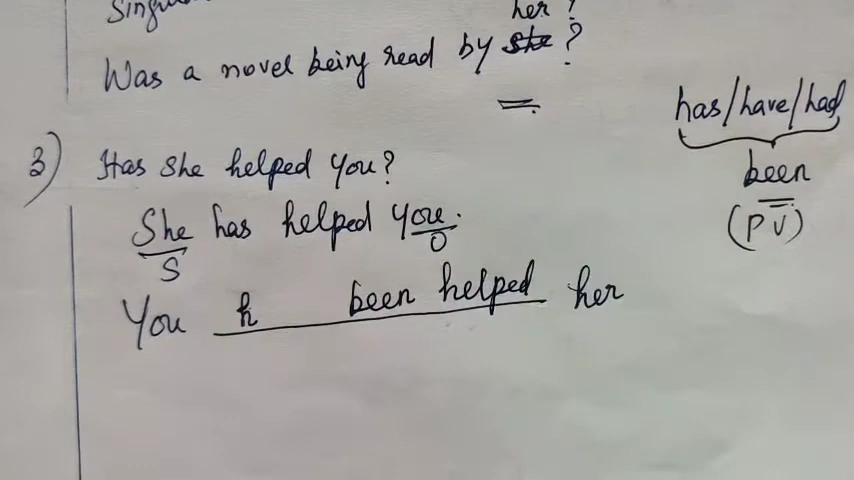 her ?
Was a novel being read by she ?
has/have/had
been
(PV)
3) Has she helped you?
She has helped you.
S O
You h been helped her